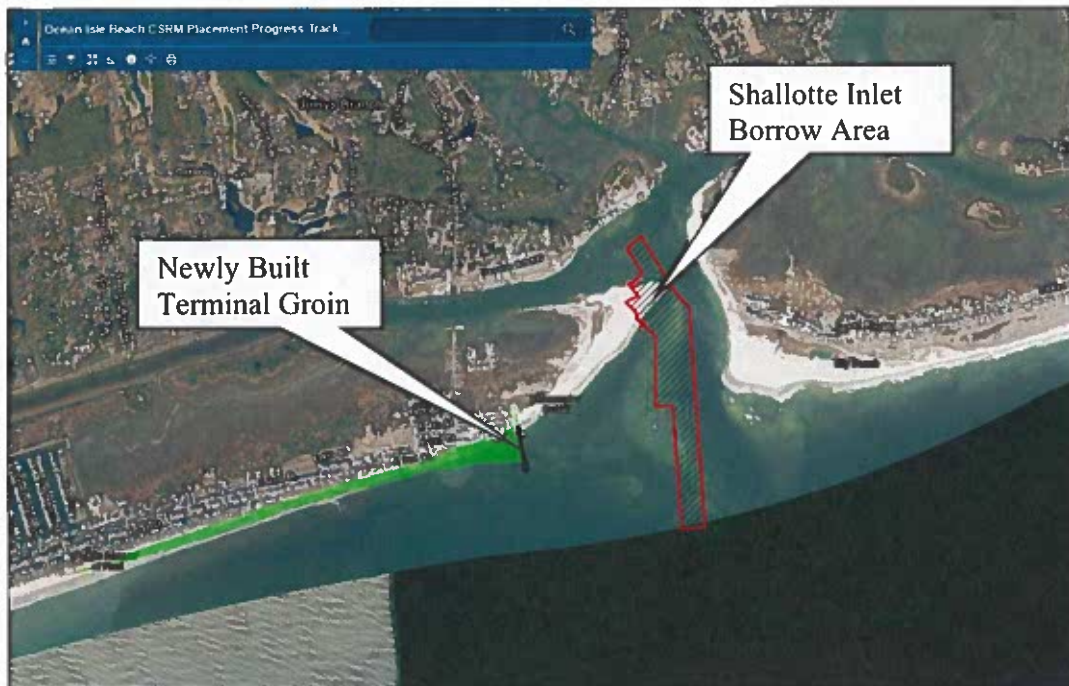 Ocean Isle Beach CSRM Placement Progress Track
Shallotte Inlet
Borrow Area
Newly Built
Terminal Groin